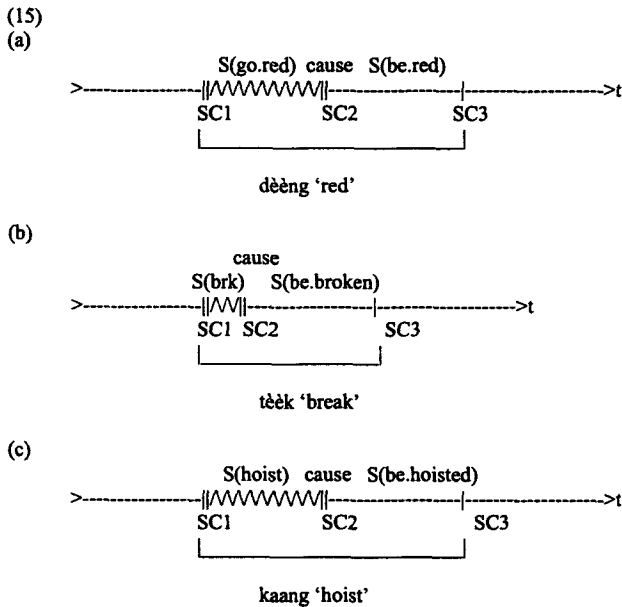 (15)
(a)
S(go.red) cause S(be.red)
>------------||/\/\/\/\/\/\/\/\||------------|------------>t
SC1 SC2 SC3
dèèng ‘red’
(b)
cause
S(brk) S(be.broken)
>------------||/\/\/\||------------|------------>t
SC1 SC2 SC3
tèèk ‘break’
(c)
S(hoist) cause S(be.hoisted)
>------------||/\/\/\/\/\/\/\/\||------------|------------>t
SC1 SC2 SC3
kaang ‘hoist’